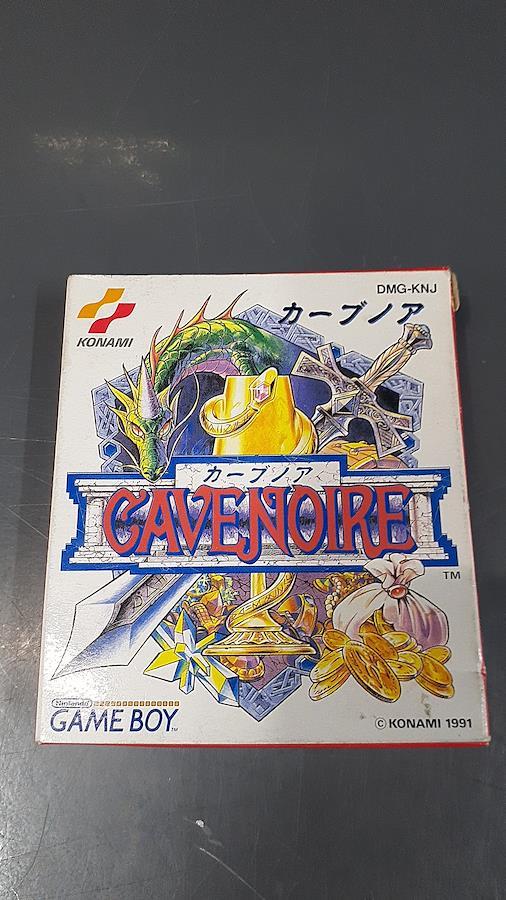 DMG-KNJ
KONAMI
カーブノア
カーブノア
CAVENOIRE
TM
Nintendo
GAME BOY
TM
© KONAMI 1991